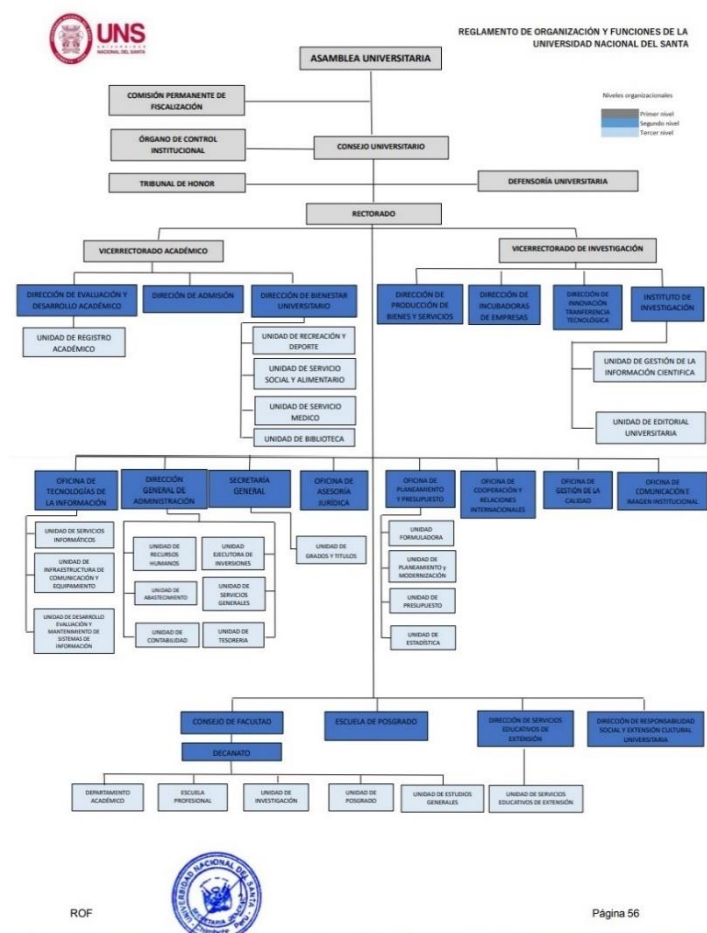 UNS
UNIVERSIDAD
NACIONAL DEL SANTA
REGLAMENTO DE ORGANIZACIÓN Y FUNCIONES DE LA
UNIVERSIDAD NACIONAL DEL SANTA
ASAMBLEA UNIVERSITARIA
Niveles organizacionales
Primer nivel
Segundo nivel
Tercer nivel
COMISIÓN PERMANENTE DE
FISCALIZACIÓN
ÓRGANO DE CONTROL
INSTITUCIONAL
CONSEJO UNIVERSITARIO
TRIBUNAL DE HONOR
DEFENSORÍA UNIVERSITARIA
RECTORADO
VICERRECTORADO ACADÉMICO
VICERRECTORADO DE INVESTIGACIÓN
DIRECCIÓN DE EVALUACIÓN Y
DESARROLLO ACADÉMICO
DIRECIÓN DE ADMISIÓN
DIRECCIÓN DE BIENESTAR
UNIVERSITARIO
DIRECCIÓN DE
PRODUCCIÓN DE
BIENES Y SERVICIOS
DIRECCIÓN DE
INCUBADORAS
DE EMPRESAS
DIRECCIÓN DE
INNOVACIÓN
TRANFERENCIA
TECNOLÓGICA
INSTITUTO DE
INVESTIGACIÓN
UNIDAD DE REGISTRO
ACADÉMICO
UNIDAD DE RECREACIÓN Y
DEPORTE
UNIDAD DE SERVICIO
SOCIAL Y ALIMENTARIO
UNIDAD DE SERVICIO
MEDICO
UNIDAD DE BIBLIOTECA
UNIDAD DE GESTIÓN DE LA
INFORMACIÓN CIENTIFICA
UNIDAD DE EDITORIAL
UNIVERSITARIA
OFICINA DE
TECNOLOGÍAS DE
LA INFORMACIÓN
DIRECCIÓN
GENERAL DE
ADMINISTRACIÓN
SECRETARÍA
GENERAL
OFICINA DE
ASESORÍA
JURÍDICA
OFICINA DE
PLANEAMIENTO Y
PRESUPUESTO
OFICINA DE
COOPERACIÓN Y
RELACIONES
INTERNACIONALES
OFICINA DE
GESTIÓN DE LA
CALIDAD
OFICINA DE
COMUNICACIÓN E
IMAGEN INSTITUCIONAL
UNIDAD DE SERVICIOS
INFORMÁTICOS
UNIDAD DE
INFRAESTRUCTURA DE
COMUNICACIÓN Y
EQUIPAMIENTO
UNIDAD DE DESARROLLO
EVALUACIÓN Y
MANTENIMIENTO DE
SISTEMAS DE
INFORMACIÓN
UNIDAD DE
RECURSOS
HUMANOS
UNIDAD DE
ABASTECIMIENTO
UNIDAD DE
CONTABILIDAD
UNIDAD
EJECUTORA DE
INVERSIONES
UNIDAD DE
SERVICIOS
GENERALES
UNIDAD DE
TESORERIA
UNIDAD DE
GRADOS Y TITULOS
UNIDAD
FORMULADORA
UNIDAD DE
PLANEAMIENTO y
MODERNIZACIÓN
UNIDAD DE
PRESUPUESTO
UNIDAD DE
ESTADÍSTICA
CONSEJO DE FACULTAD
ESCUELA DE POSGRADO
DIRECCIÓN DE SERVICIOS
EDUCATIVOS DE
EXTENSIÓN
DIRECCIÓN DE RESPONSABILIDAD
SOCIAL Y EXTENSIÓN CULTURAL
UNIVERSITARIA
DECANATO
DEPARTAMENTO
ACADÉMICO
ESCUELA
PROFESIONAL
UNIDAD DE
INVESTIGACIÓN
UNIDAD DE
POSGRADO
UNIDAD DE ESTUDIOS
GENERALES
UNIDAD DE SERVICIOS
EDUCATIVOS DE EXTENSIÓN
UNIVERSIDAD NACIONAL DEL SANTA
SECRETARIA GENERAL
Chimbote - Perú
ROF
Página 56